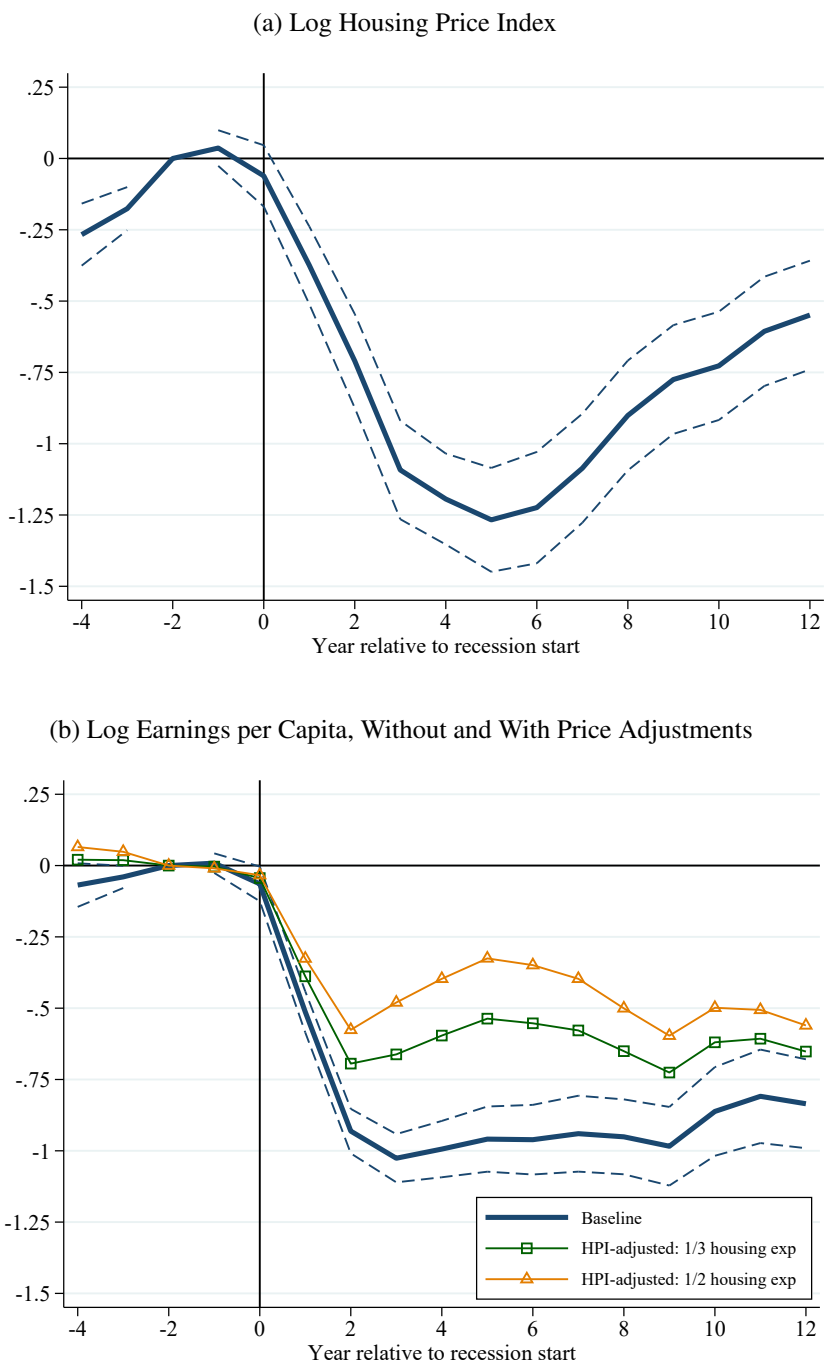 (a) Log Housing Price Index
.25
0
-.25
-.5
-.75
-1
-1.25
-1.5
-4 -2 0 2 4 6 8 10 12
Year relative to recession start
(b) Log Earnings per Capita, Without and With Price Adjustments
.25
0
-.25
-.5
-.75
-1
-1.25
-1.5
Baseline
HPI-adjusted: 1/3 housing exp
HPI-adjusted: 1/2 housing exp
-4 -2 0 2 4 6 8 10 12
Year relative to recession start